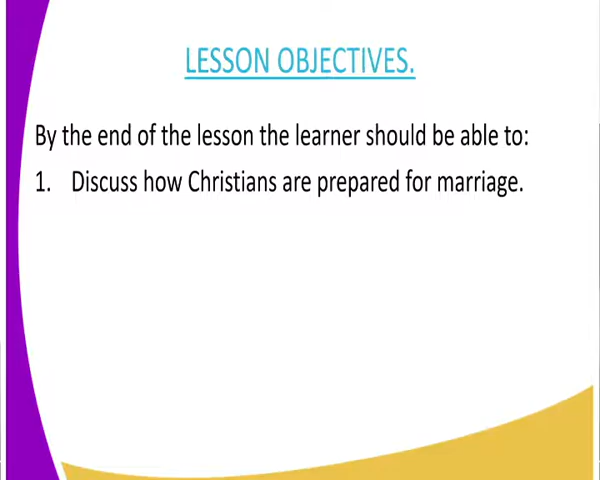 LESSON OBJECTIVES.
By the end of the lesson the learner should be able to:
1. Discuss how Christians are prepared for marriage.